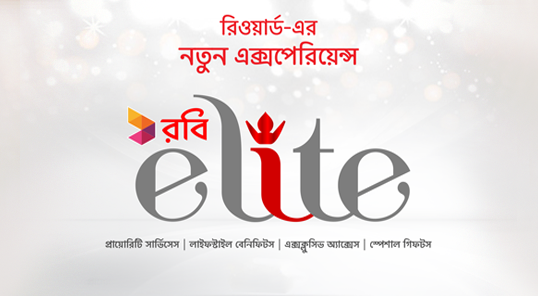 রিওয়ার্ড-এর
নতুন এক্সপেরিয়েন্স
রবি
elite
প্রায়োরিটি সার্ভিসেস | লাইফস্টাইল বেনিফিটস | এক্সক্লুসিভ অ্যাক্সেস | স্পেশাল গিফটস